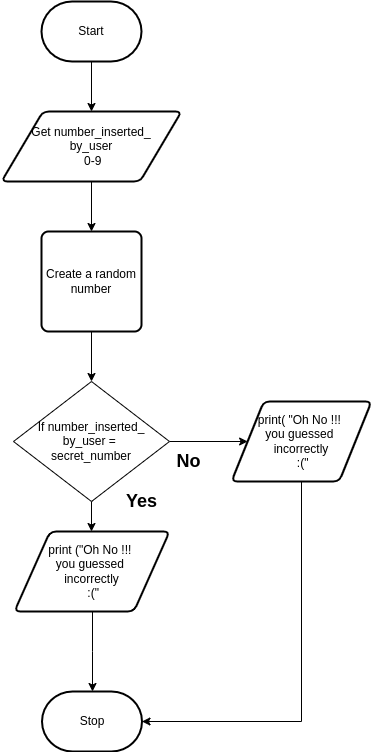 Start
Get number_inserted_
by_user
0-9
Create a random
number
If number_inserted_
by_user =
secret_number
No
print( "Oh No !!!
you guessed
incorrectly
:("
Yes
print ("Oh No !!!
you guessed
incorrectly
:("
Stop